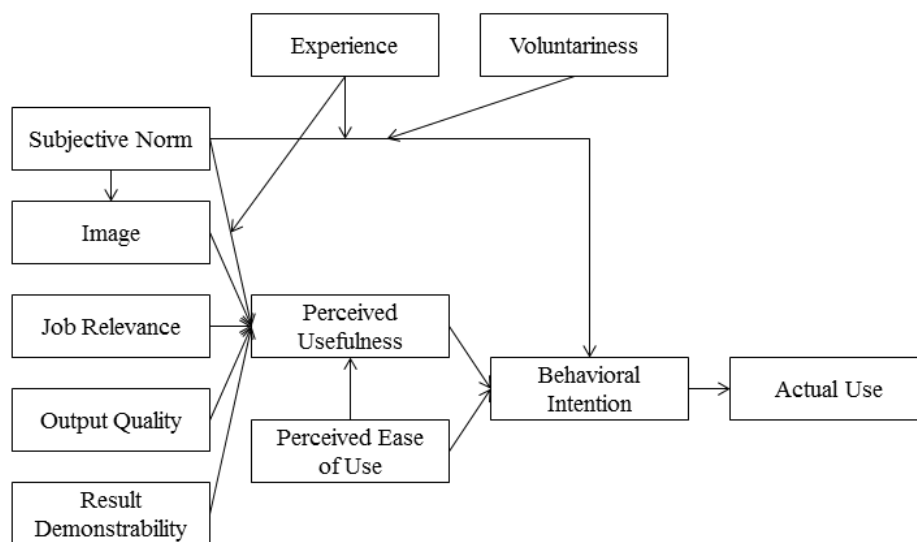 Experience
Voluntariness
Subjective Norm
Image
Job Relevance
Perceived
Usefulness
Behavioral
Intention
Actual Use
Output Quality
Perceived Ease
of Use
Result
Demonstrability